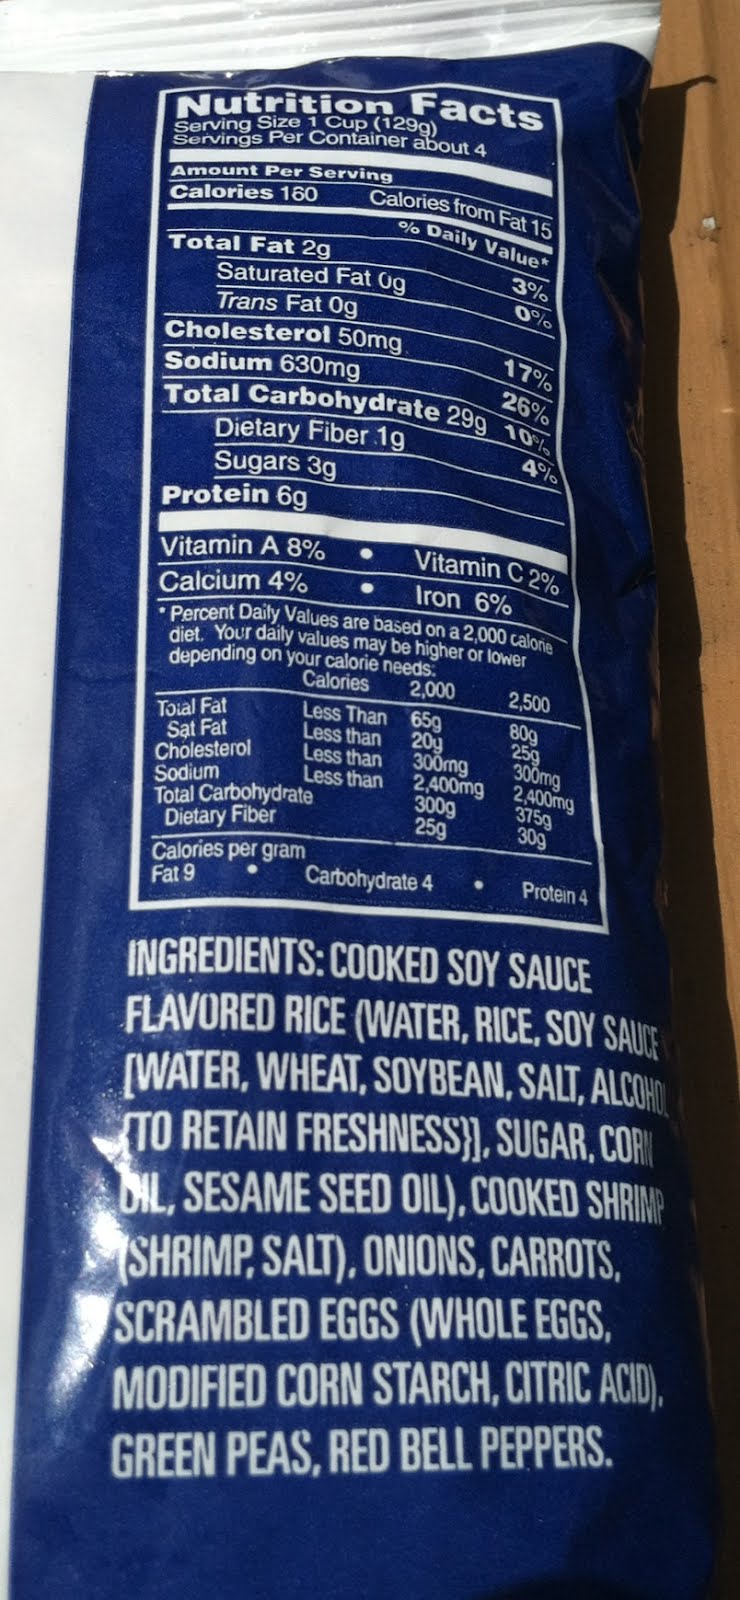 Nutrition Facts
Serving Size 1 Cup (129g)
Servings Per Container about 4
Amount Per Serving
Calories 160 Calories from Fat 15
% Daily Value*
Total Fat 2g 3%
Saturated Fat 0g 0%
Trans Fat 0g
Cholesterol 50mg 17%
Sodium 630mg 26%
Total Carbohydrate 29g 10%
Dietary Fiber 1g 4%
Sugars 3g
Protein 6g
Vitamin A 8% • Vitamin C 2%
Calcium 4% • Iron 6%
* Percent Daily Values are based on a 2,000 calorie
diet. Your daily values may be higher or lower
depending on your calorie needs:
Calories 2,000 2,500
Total Fat Less Than 65g 80g
Sat Fat Less than 20g 25g
Cholesterol Less than 300mg 300mg
Sodium Less than 2,400mg 2,400mg
Total Carbohydrate 300g 375g
Dietary Fiber 25g 30g
Calories per gram
Fat 9 • Carbohydrate 4 • Protein 4
INGREDIENTS: COOKED SOY SAUCE
FLAVORED RICE (WATER, RICE, SOY SAUCE
[WATER, WHEAT, SOYBEAN, SALT, ALCOHOL
{TO RETAIN FRESHNESS}], SUGAR, CORN
OIL, SESAME SEED OIL), COOKED SHRIMP
(SHRIMP, SALT), ONIONS, CARROTS,
SCRAMBLED EGGS (WHOLE EGGS,
MODIFIED CORN STARCH, CITRIC ACID),
GREEN PEAS, RED BELL PEPPERS.